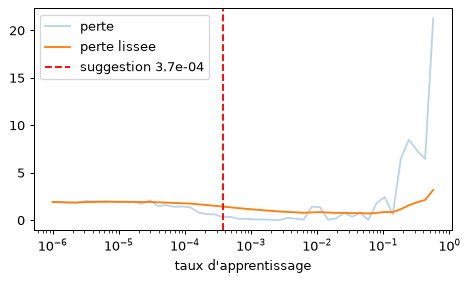 perte
perte lissee
suggestion 3.7e-04
20
15
10
5
0
10⁻⁶ 10⁻⁵ 10⁻⁴ 10⁻³ 10⁻² 10⁻¹ 10⁰
taux d'apprentissage